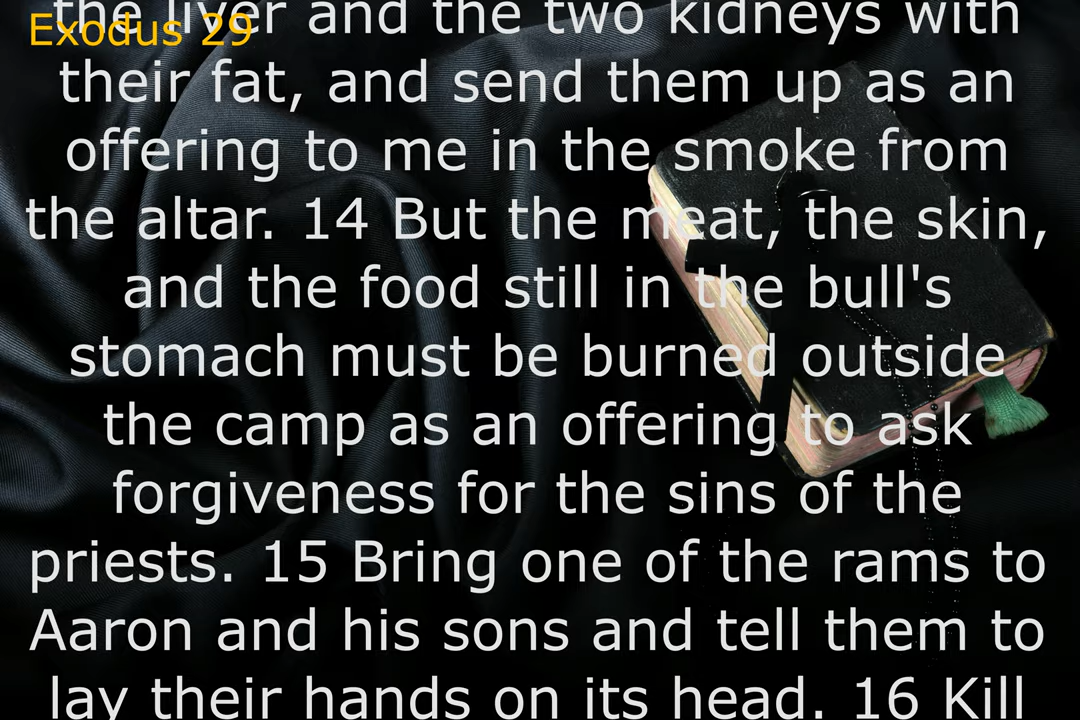 the liver and the two kidneys with
Exodus 29
their fat, and send them up as an
offering to me in the smoke from
the altar. 14 But the meat, the skin,
and the food still in the bull's
stomach must be burned outside
the camp as an offering to ask
forgiveness for the sins of the
priests. 15 Bring one of the rams to
Aaron and his sons and tell them to
lay their hands on its head. 16 Kill